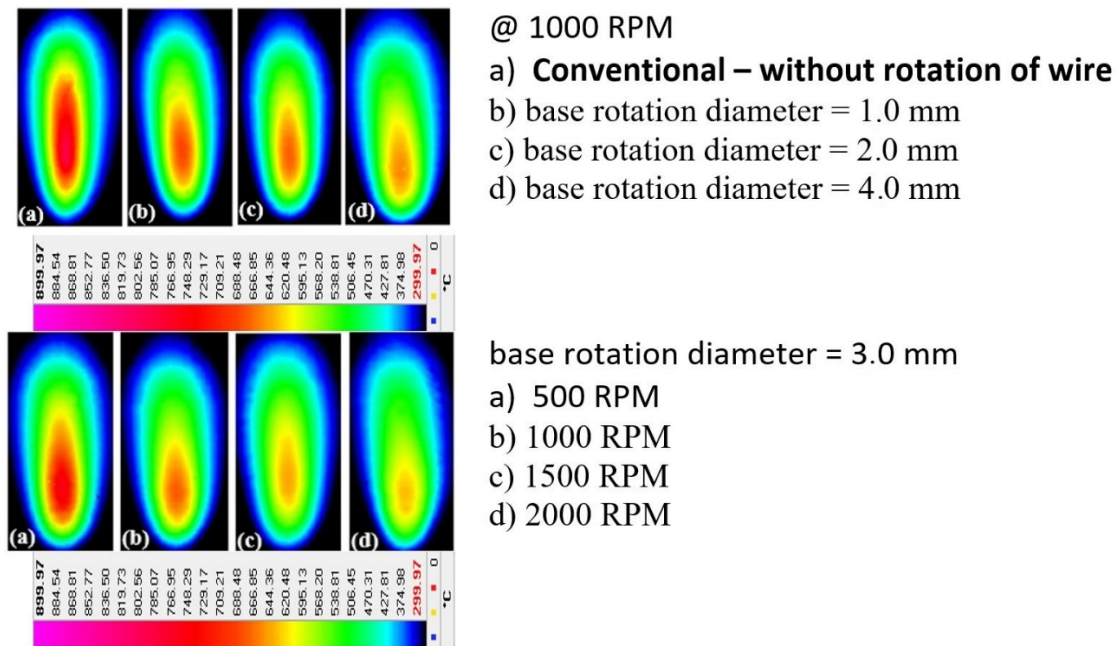 (a) (b) (c) (d)
@ 1000 RPM
a) Conventional – without rotation of wire
b) base rotation diameter = 1.0 mm
c) base rotation diameter = 2.0 mm
d) base rotation diameter = 4.0 mm
899.97 884.54 868.81 852.77 836.50 819.73 802.56 785.07 766.95 748.29 729.17 709.21 688.48 666.85 644.36 620.48 595.13 568.20 538.81 506.45 470.31 427.81 374.98 299.97 0
°C
(a) (b) (c) (d)
base rotation diameter = 3.0 mm
a) 500 RPM
b) 1000 RPM
c) 1500 RPM
d) 2000 RPM
899.97 884.54 868.81 852.77 836.50 819.73 802.56 785.07 766.95 748.29 729.17 709.21 688.48 666.85 644.36 620.48 595.13 568.20 538.81 506.45 470.31 427.81 374.98 299.97 0
°C